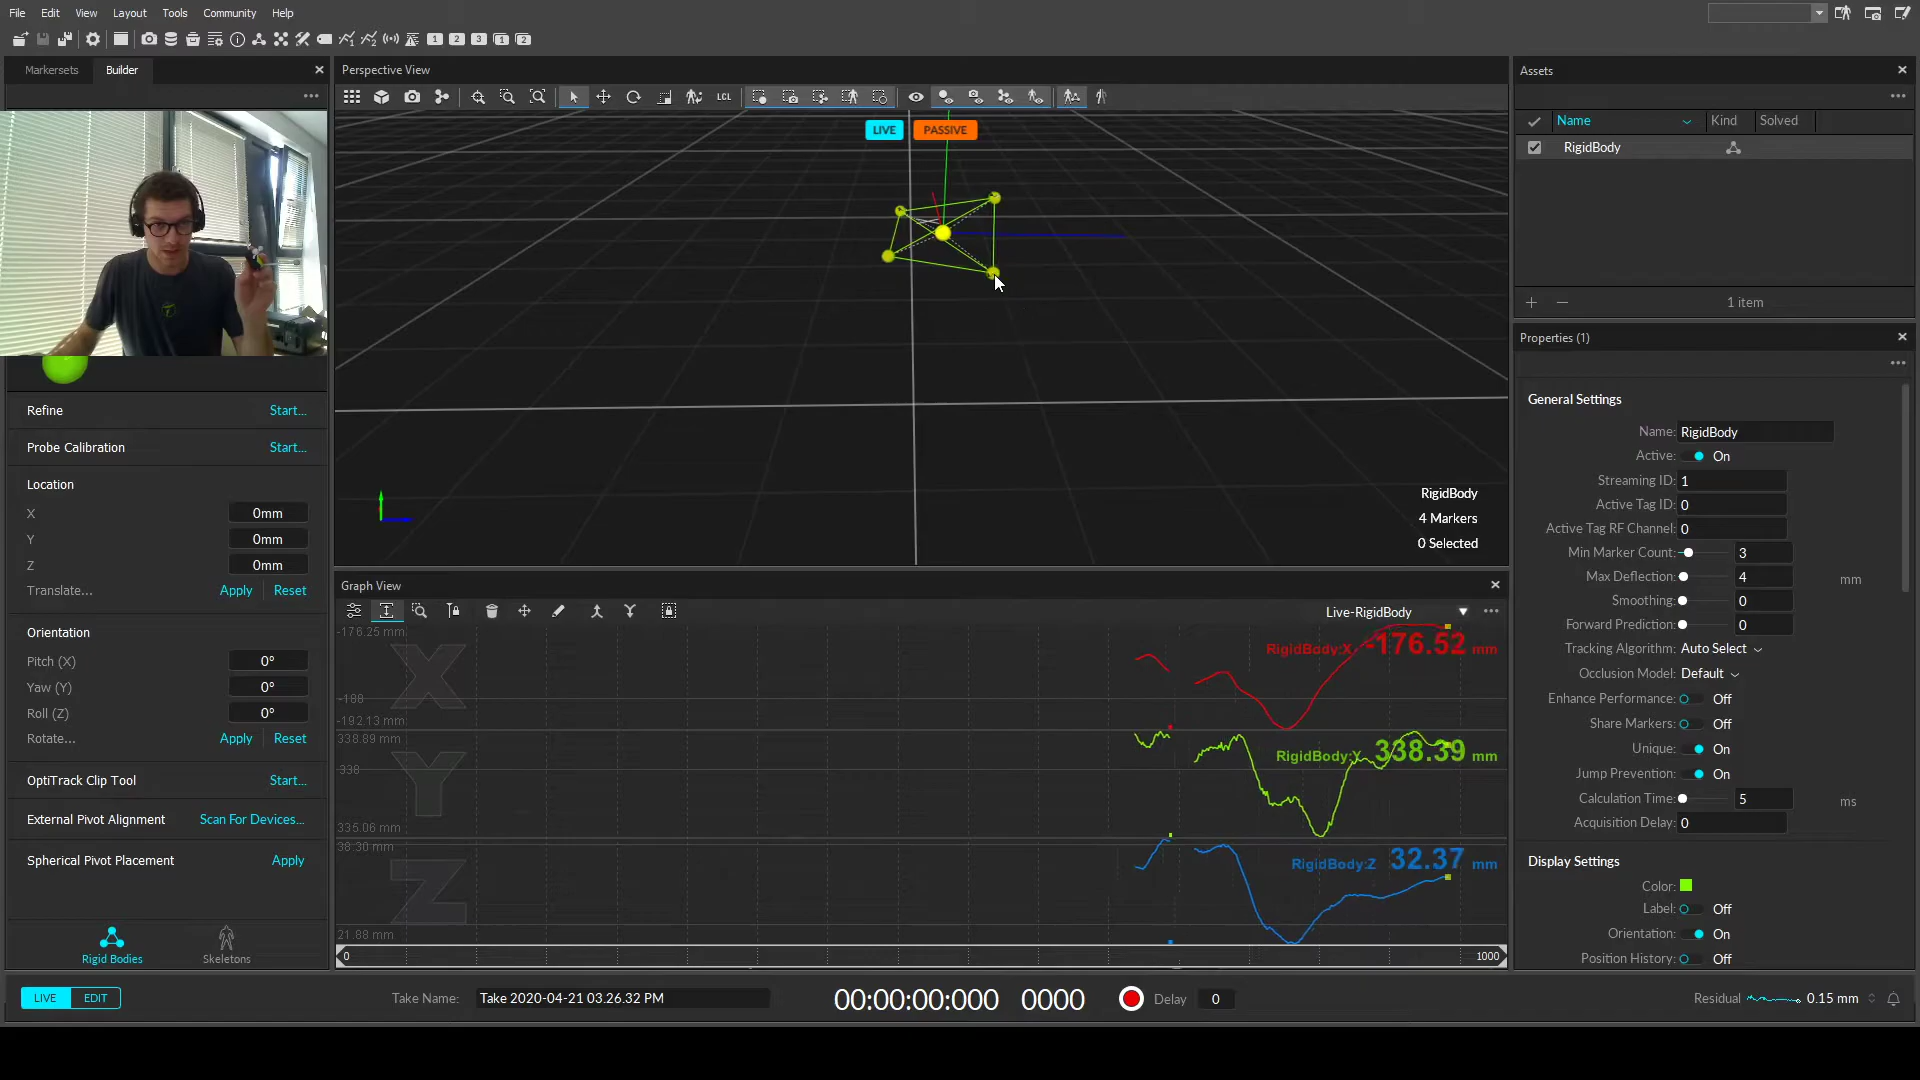 File Edit View Layout Tools Community Help
1 2 3 1 2
Markersets Builder
Perspective View
LCL
LIVE PASSIVE
Refine Start...
Probe Calibration Start...
Location
X 0mm
Y 0mm
Z 0mm
Translate... Apply Reset
Orientation
Pitch (X) 0°
Yaw (Y) 0°
Roll (Z) 0°
Rotate... Apply Reset
OptiTrack Clip Tool Start...
External Pivot Alignment Scan For Devices...
Spherical Pivot Placement Apply
Rigid Bodies Skeletons
RigidBody
4 Markers
0 Selected
Graph View
Live-RigidBody
-176.25 mm
X
RigidBody:X -176.52 mm
-188
-192.13 mm
338.89 mm
Y
RigidBody:Y 338.39 mm
338
335.06 mm
38.30 mm
Z
RigidBody:Z 32.37 mm
21.88 mm
0 1000
Assets
Name Kind Solved
RigidBody
1 item
Properties (1)
General Settings
Name: RigidBody
Active: On
Streaming ID: 1
Active Tag ID: 0
Active Tag RF Channel: 0
Min Marker Count: 3
Max Deflection: 4 mm
Smoothing: 0
Forward Prediction: 0
Tracking Algorithm: Auto Select
Occlusion Model: Default
Enhance Performance: Off
Share Markers: Off
Unique: On
Jump Prevention: On
Calculation Time: 5 ms
Acquisition Delay: 0
Display Settings
Color:
Label: Off
Orientation: On
Position History: Off
LIVE EDIT Take Name: Take 2020-04-21 03.26.32 PM 00:00:00:000 0000 Delay 0 Residual 0.15 mm